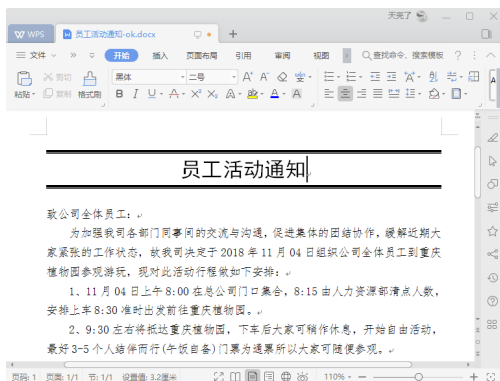 天亮了
WPS 员工活动通知-ok.docx
文件 开始 插入 页面布局 引用 审阅 视图 查找命令、搜索模板
粘贴 剪切 复制 格式刷 黑体 二号
B I U A X² X₂ A ab A A
员工活动通知
致公司全体员工：
为加强我司各部门同事间的交流与沟通，促进集体的团结协作，缓解近期大
家紧张的工作状态，故我司决定于 2018 年 11 月 04 日组织公司全体员工到重庆
植物园参观游玩，现对此活动行程做如下安排：
1、11 月 04 日上午 8:00 在总公司门口集合，8:15 由人力资源部清点人数，
安排上车 8:30 准时出发前往重庆植物园。
2、9:30 左右将抵达重庆植物园，下车后大家可稍作休息，开始自由活动，
最好 3-5 个人结伴而行(午饭自备)门票为通票所以大家可随便参观。
页码: 1 页面: 1/1 节: 1/1 设置值: 3.2厘米 110%